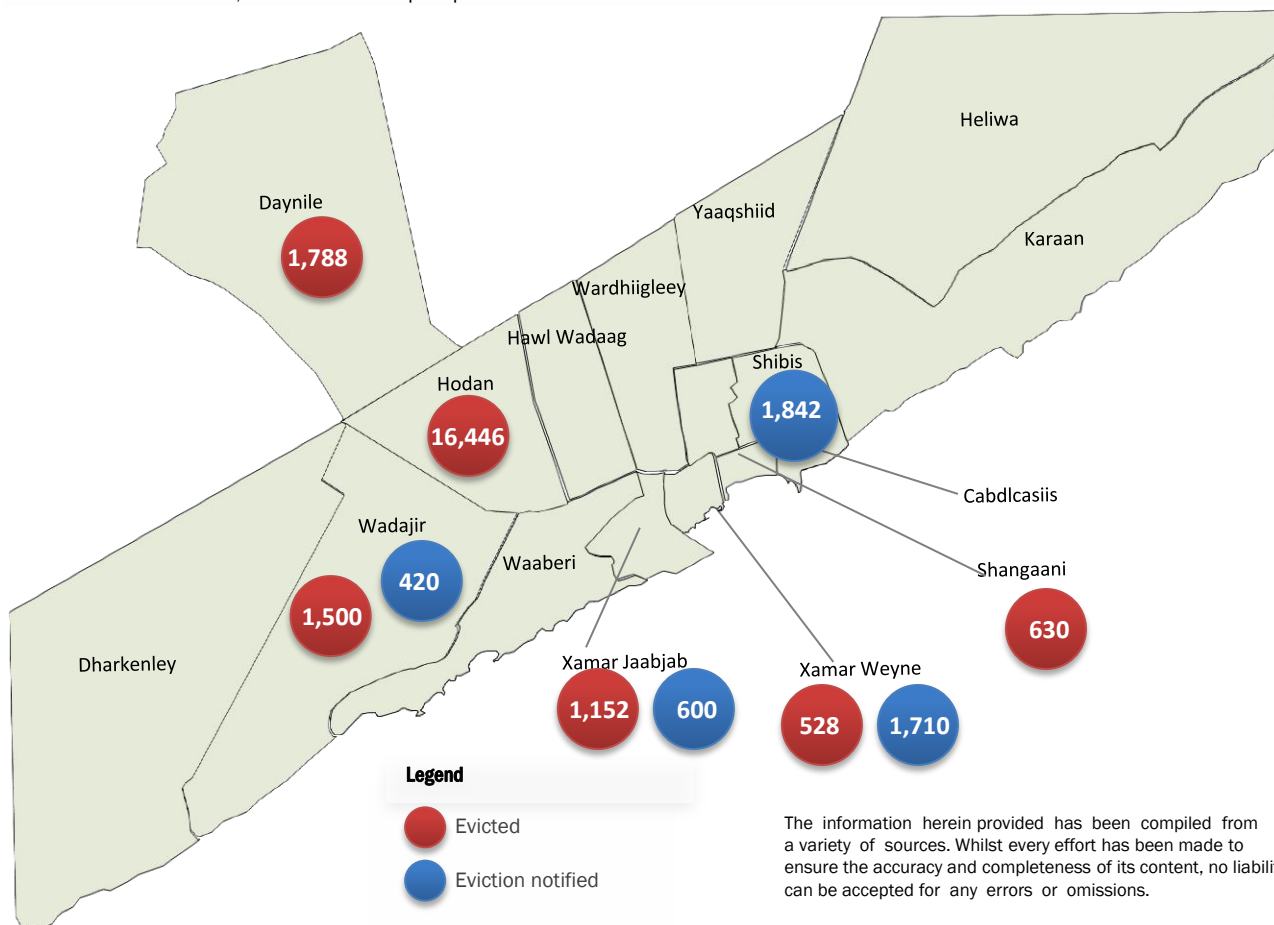 Heliwa
Daynile
Yaaqshiid
Karaan
1,788
Wardhiigleey
Hawl Wadaag
Shibis
Hodan
1,842
16,446
Cabdlcasiis
Wadajir
Waaberi
Shangaani
420
1,500
630
Dharkenley
Xamar Jaabjab
Xamar Weyne
1,152
600
528
1,710
Legend
Evicted
Eviction notified
The information herein provided has been compiled from
a variety of sources. Whilst every effort has been made to
ensure the accuracy and completeness of its content, no liabilit
can be accepted for any errors or omissions.